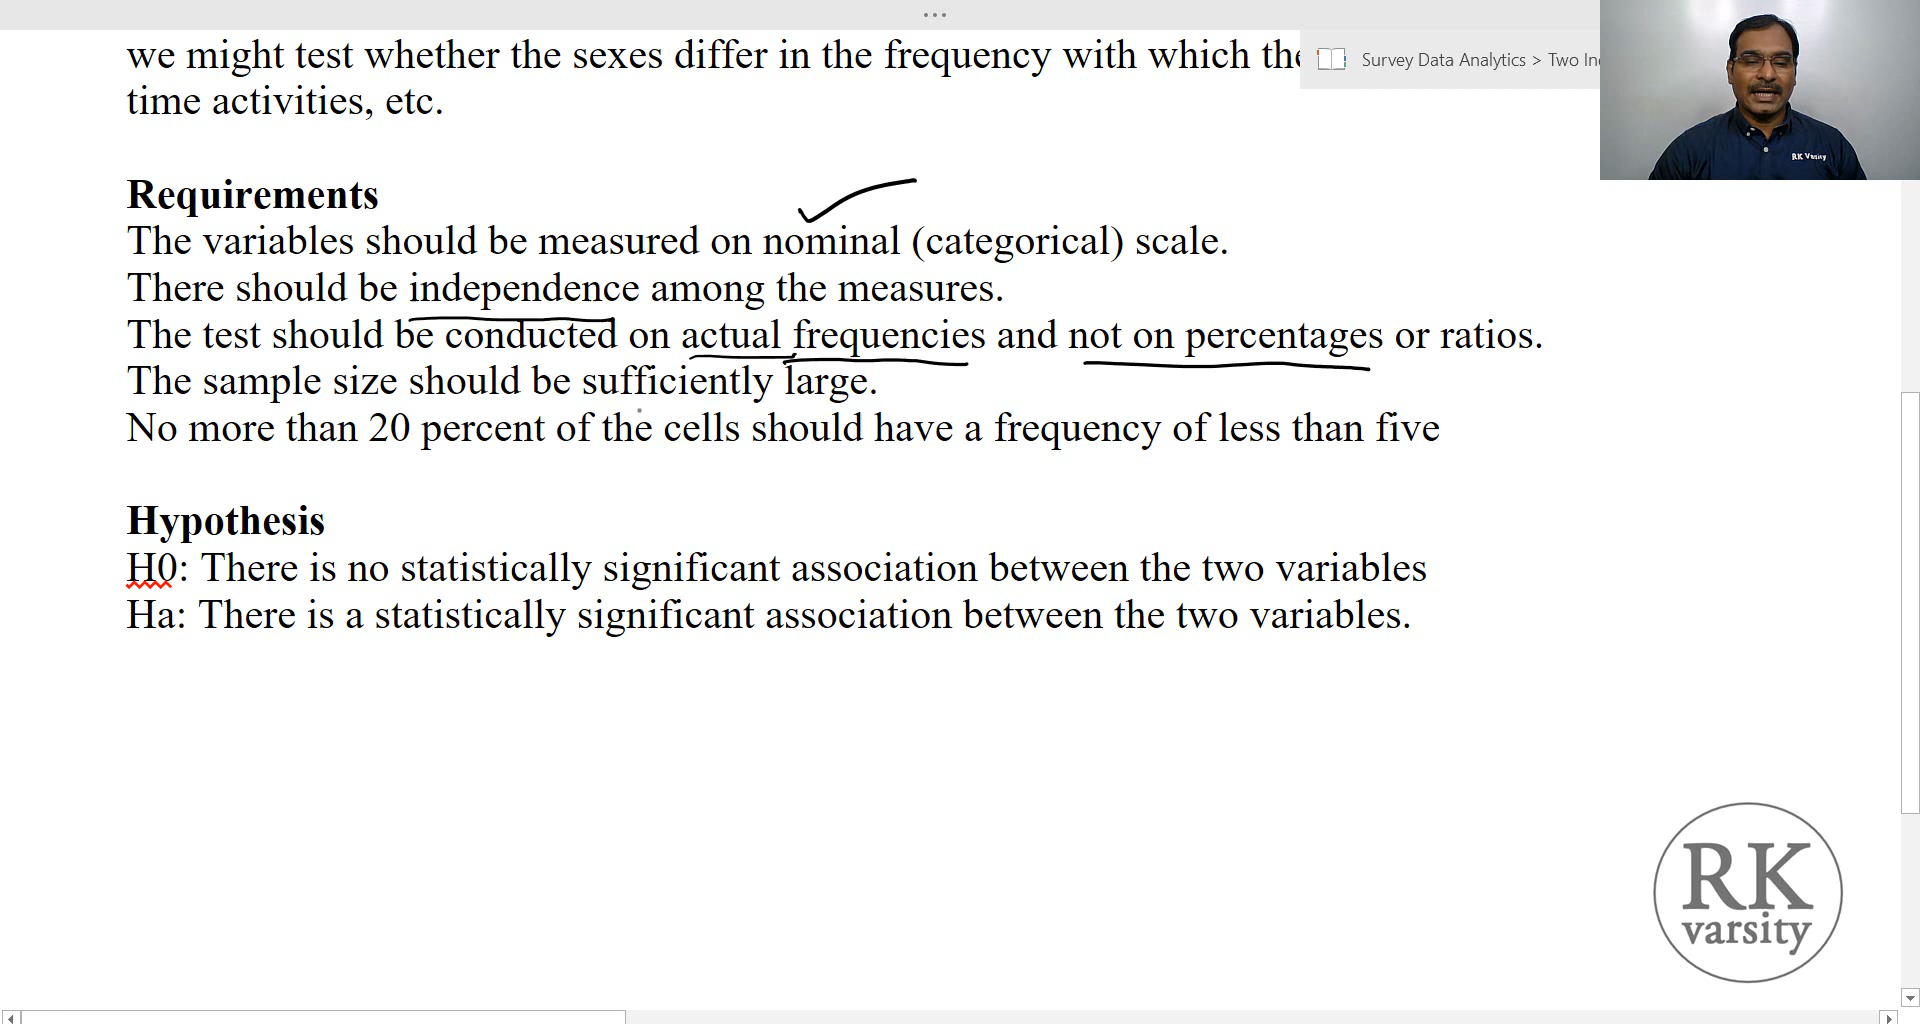 we might test whether the sexes differ in the frequency with which the
time activities, etc.
Survey Data Analytics > Two In
RK Varsity
Requirements
The variables should be measured on nominal (categorical) scale.
There should be independence among the measures.
The test should be conducted on actual frequencies and not on percentages or ratios.
The sample size should be sufficiently large.
No more than 20 percent of the cells should have a frequency of less than five
Hypothesis
H0: There is no statistically significant association between the two variables
Ha: There is a statistically significant association between the two variables.
RK
varsity